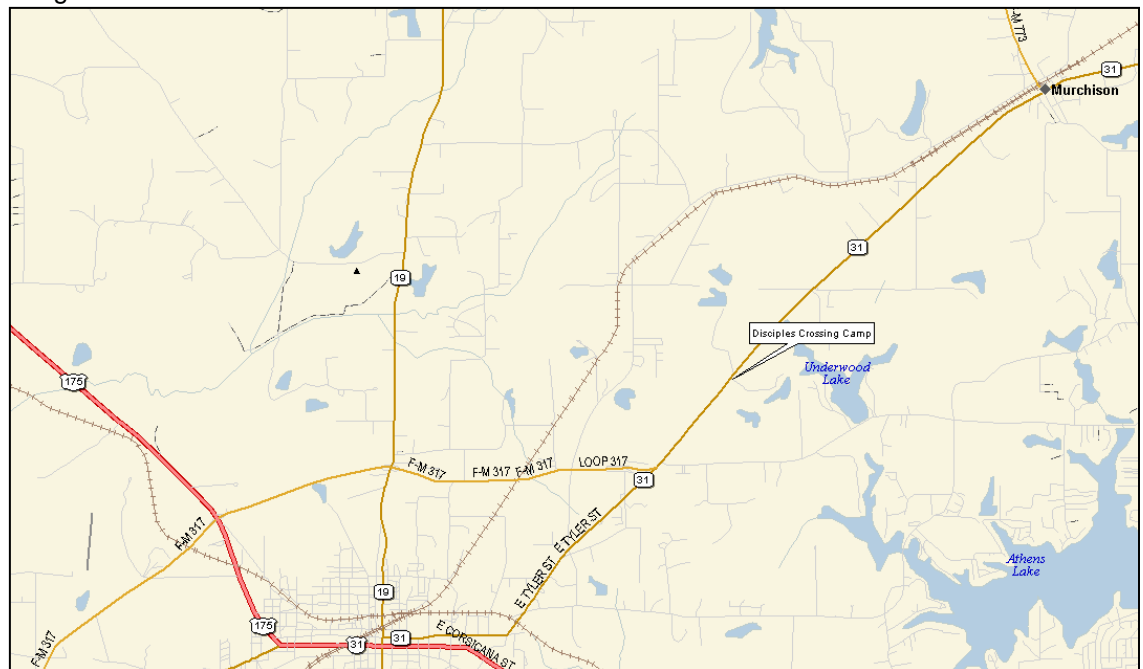 F-M 773
31
Murchison
31
19
Disciples Crossing Camp
Underwood
Lake
175
F-M 317
F-M 317
F-M 317
LOOP 317
31
F-M 317
E TYLER ST
E TYLER ST
Athens
Lake
19
175
31
31
E CORSICANA ST
F-M 317